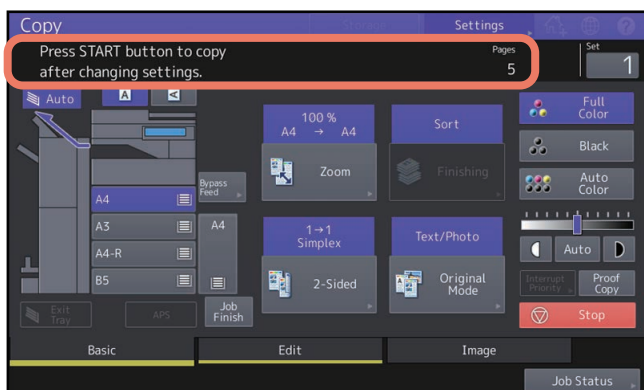 Copy
Storage
Settings
Press START button to copy
after changing settings.
Pages
5
Set
1
Auto
A
A
100 %
A4 → A4
Zoom
Sort
Finishing
Full
Color
Black
Auto
Color
Bypass
Feed
A4
A3
A4-R
B5
A4
1→1
Simplex
2-Sided
Text/Photo
Original
Mode
Auto
Interrupt
Priority
Proof
Copy
Exit
Tray
APS
Job
Finish
Stop
Basic
Edit
Image
Job Status